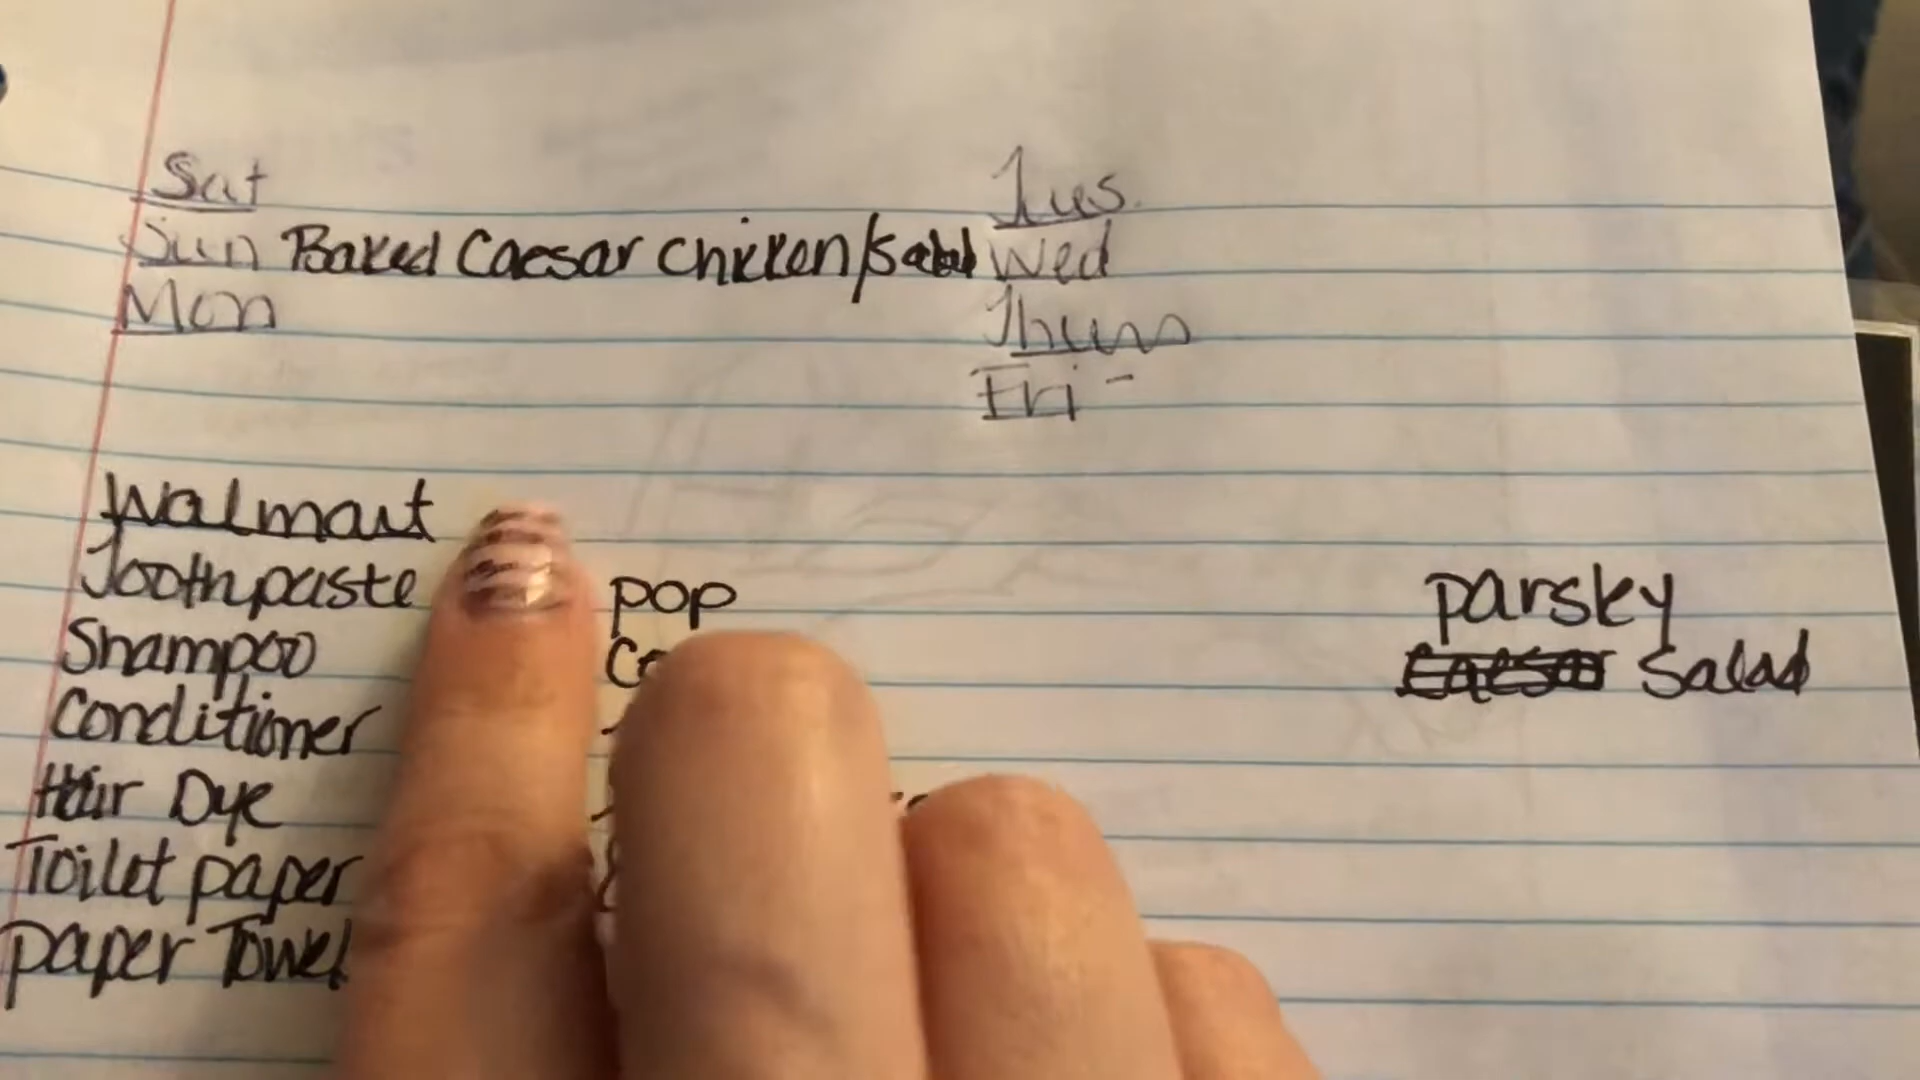 Sat
Sun Baked Caesar Chicken/Salad
Mon
Tues.
Wed
Thurs
Fri -
Walmart
Toothpaste
Shampoo
Conditioner
Hair Dye
Toilet paper
paper Towel
pop
parsley
Caesar Salad